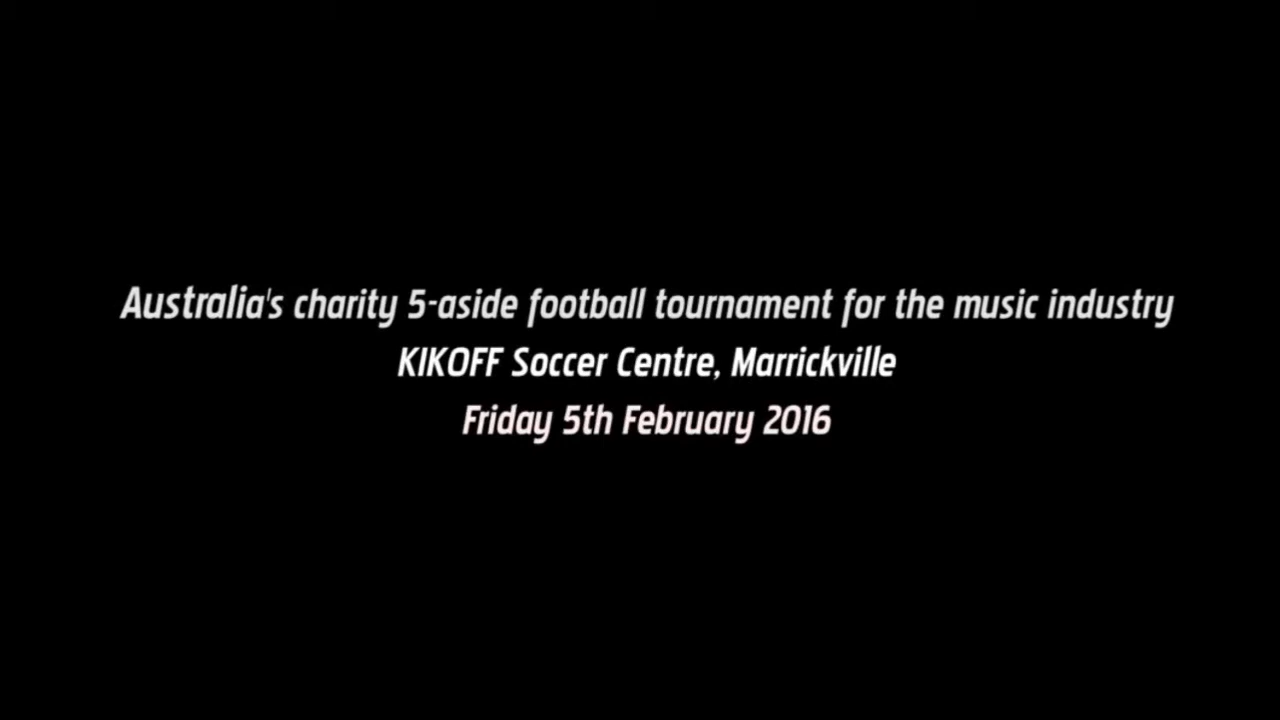 Australia's charity 5-aside football tournament for the music industry
KIKOFF Soccer Centre, Marrickville
Friday 5th February 2016